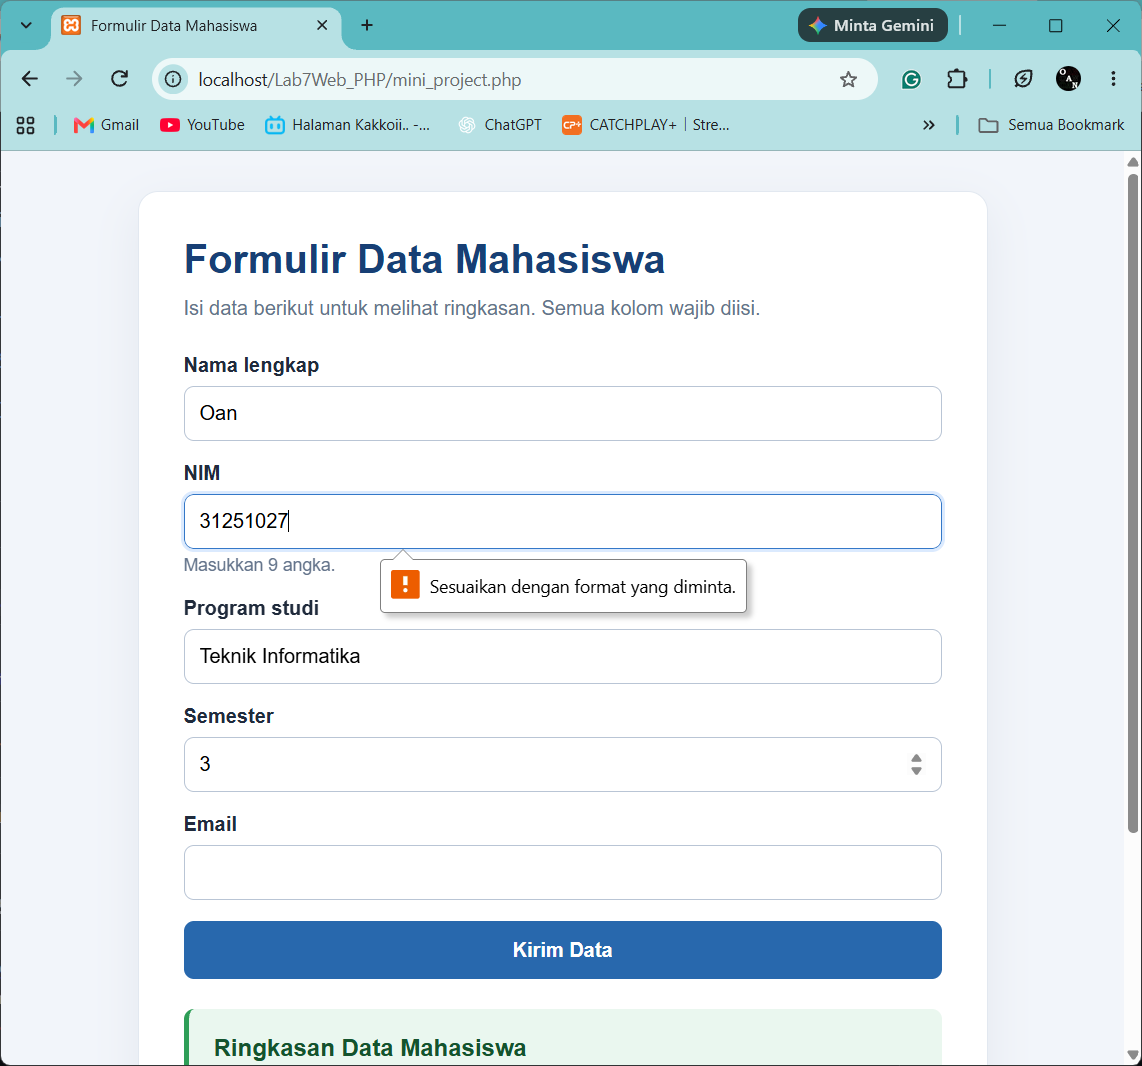 Formulir Data Mahasiswa
Minta Gemini
localhost/Lab7Web_PHP/mini_project.php
Gmail YouTube Halaman Kakkoii.. -... ChatGPT CP+ CATCHPLAY+ | Stre... » Semua Bookmark
Formulir Data Mahasiswa
Isi data berikut untuk melihat ringkasan. Semua kolom wajib diisi.
Nama lengkap
Oan
NIM
31251027
Masukkan 9 angka.
Sesuaikan dengan format yang diminta.
Program studi
Teknik Informatika
Semester
3
Email
Kirim Data
Ringkasan Data Mahasiswa